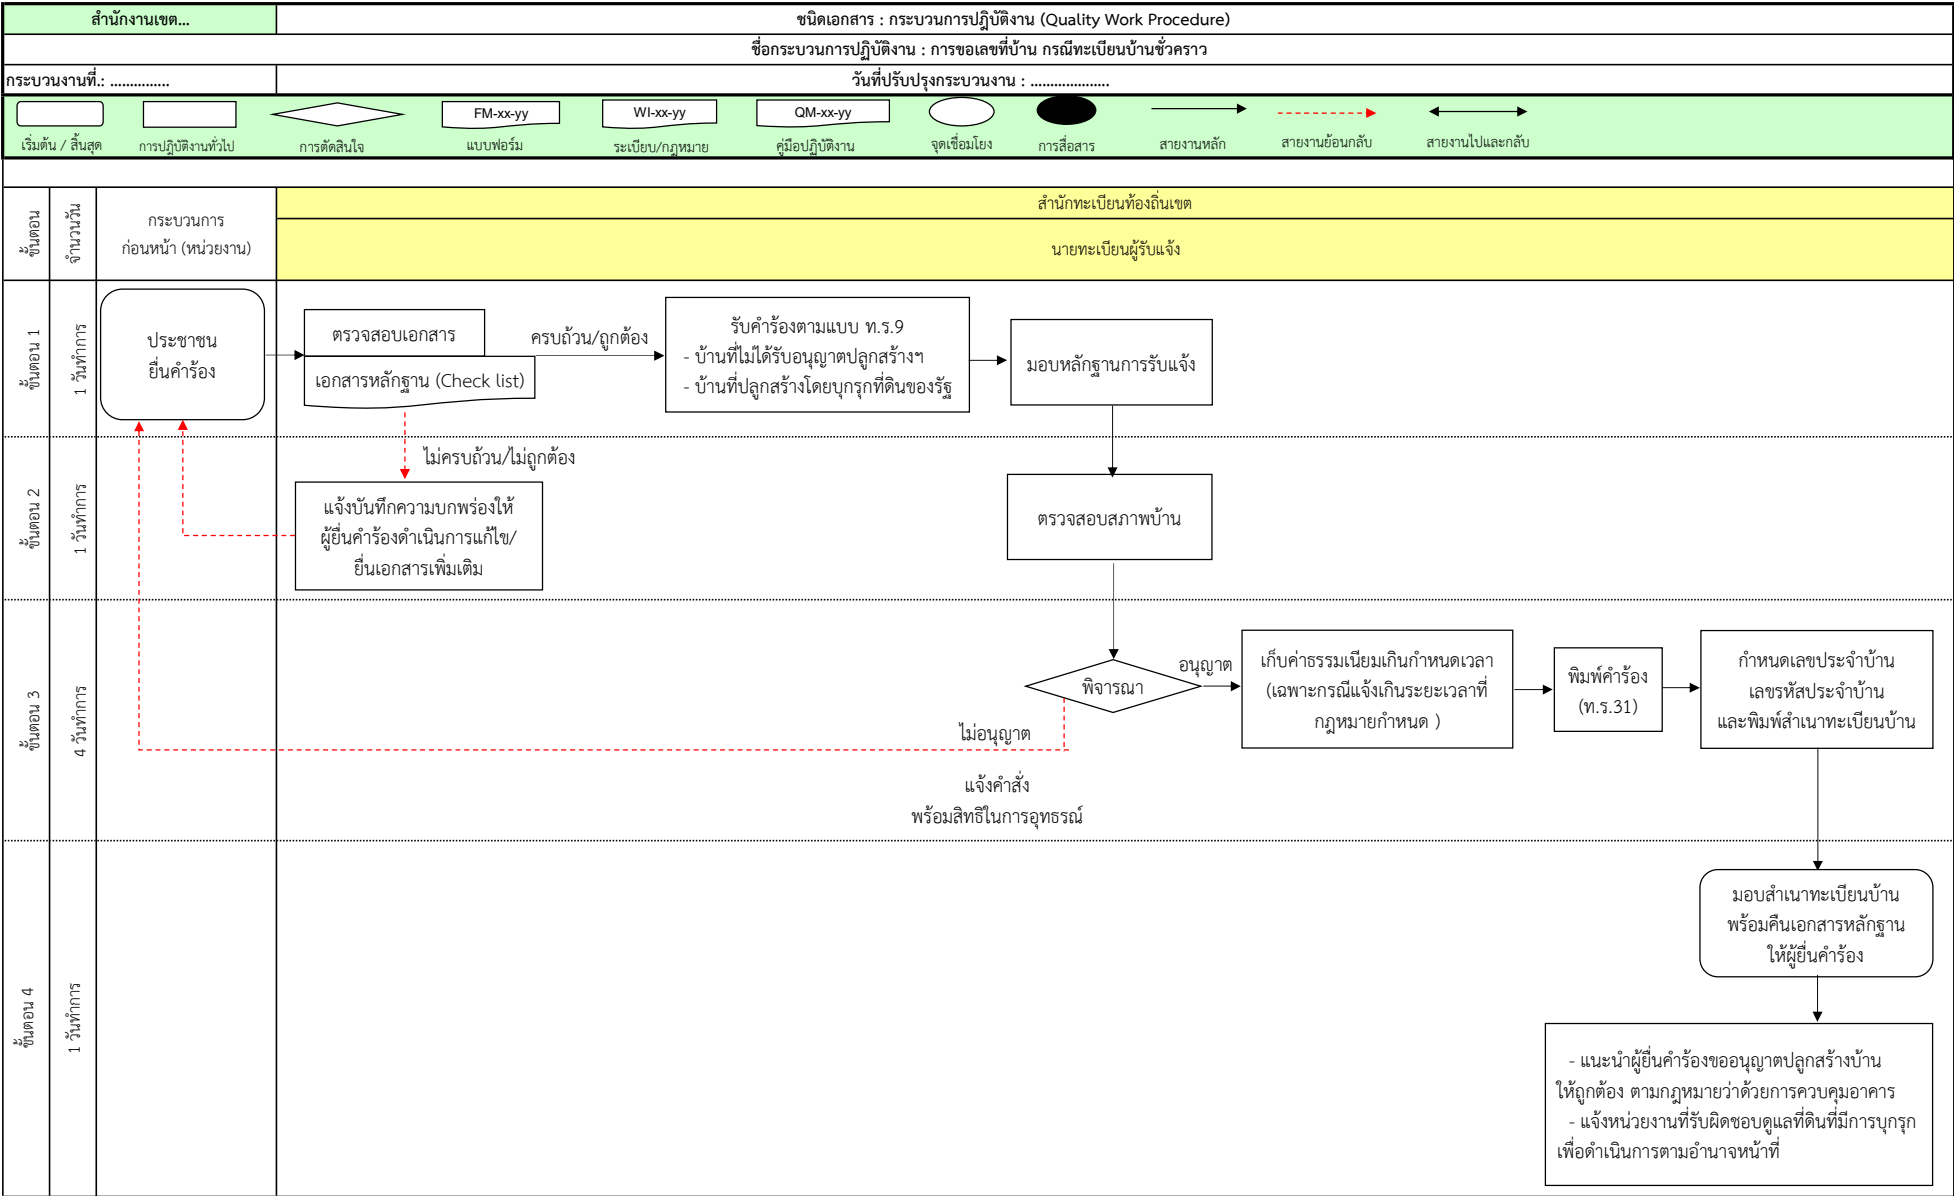 สำนักงานเขต...
ชนิดเอกสาร : กระบวนการปฏิบัติงาน (Quality Work Procedure)
ชื่อกระบวนการปฏิบัติงาน : การขอเลขที่บ้าน กรณีทะเบียนบ้านชั่วคราว
กระบวนงานที่.: ...............
วันที่ปรับปรุงกระบวนงาน : ....................
FM-xx-yy
WI-xx-yy
QM-xx-yy
เริ่มต้น / สิ้นสุด
การปฏิบัติงานทั่วไป
การตัดสินใจ
แบบฟอร์ม
ระเบียบ/กฎหมาย
คู่มือปฏิบัติงาน
จุดเชื่อมโยง
การสื่อสาร
สายงานหลัก
สายงานย้อนกลับ
สายงานไปและกลับ
ขั้นตอน
จำนวนวัน
กระบวนการ
ก่อนหน้า (หน่วยงาน)
สำนักทะเบียนท้องถิ่นเขต
นายทะเบียนผู้รับแจ้ง
ขั้นตอน 1
1 วันทำการ
ประชาชน
ยื่นคำร้อง
ตรวจสอบเอกสาร
เอกสารหลักฐาน (Check list)
ครบถ้วน/ถูกต้อง
รับคำร้องตามแบบ ท.ร.9
- บ้านที่ไม่ได้รับอนุญาตปลูกสร้างฯ
- บ้านที่ปลูกสร้างโดยบุกรุกที่ดินของรัฐ
มอบหลักฐานการรับแจ้ง
ขั้นตอน 2
1 วันทำการ
ไม่ครบถ้วน/ไม่ถูกต้อง
แจ้งบันทึกความบกพร่องให้
ผู้ยื่นคำร้องดำเนินการแก้ไข/
ยื่นเอกสารเพิ่มเติม
ตรวจสอบสภาพบ้าน
ขั้นตอน 3
4 วันทำการ
พิจารณา
อนุญาต
เก็บค่าธรรมเนียมเกินกำหนดเวลา
(เฉพาะกรณีแจ้งเกินระยะเวลาที่
กฎหมายกำหนด )
พิมพ์คำร้อง
(ท.ร.31)
กำหนดเลขประจำบ้าน
เลขรหัสประจำบ้าน
และพิมพ์สำเนาทะเบียนบ้าน
ไม่อนุญาต
แจ้งคำสั่ง
พร้อมสิทธิในการอุทธรณ์
ขั้นตอน 4
1 วันทำการ
มอบสำเนาทะเบียนบ้าน
พร้อมคืนเอกสารหลักฐาน
ให้ผู้ยื่นคำร้อง
- แนะนำผู้ยื่นคำร้องขออนุญาตปลูกสร้างบ้าน
ให้ถูกต้อง ตามกฎหมายว่าด้วยการควบคุมอาคาร
- แจ้งหน่วยงานที่รับผิดชอบดูแลที่ดินที่มีการบุกรุก
เพื่อดำเนินการตามอำนาจหน้าที่